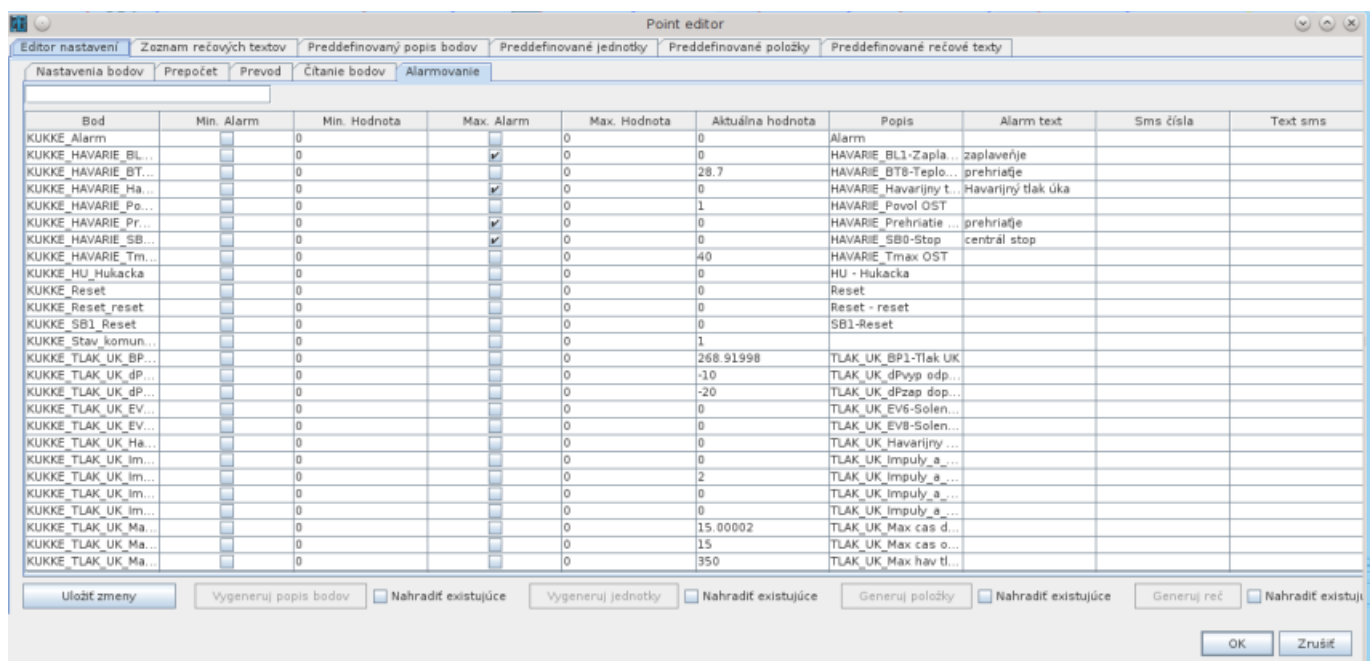 Point editor
Editor nastavení Zoznam rečových textov Preddefinovaný popis bodov Preddefinované jednotky Preddefinované položky Preddefinované rečové texty
Nastavenia bodov Prepočet Prevod Čítanie bodov Alarmovanie
Bod Min. Alarm Min. Hodnota Max. Alarm Max. Hodnota Aktuálna hodnota Popis Alarm text Sms čísla Text sms
KUKKE_Alarm 0 0 0 Alarm
KUKKE_HAVARIE_BL... 0 0 0 HAVARIE_BL1-Zapla... zaplaveňje
KUKKE_HAVARIE_BT... 0 0 28.7 HAVARIE_BT8-Teplo... prehriaťje
KUKKE_HAVARIE_Ha... 0 0 0 HAVARIE_Havarijny t... Havarijný tlak úka
KUKKE_HAVARIE_Po... 0 0 1 HAVARIE_Povol OST
KUKKE_HAVARIE_Pr... 0 0 0 HAVARIE_Prehriatie ... prehriaťje
KUKKE_HAVARIE_SB... 0 0 0 HAVARIE_SB0-Stop centrál stop
KUKKE_HAVARIE_Tm... 0 0 40 HAVARIE_Tmax OST
KUKKE_HU_Hukacka 0 0 0 HU - Hukacka
KUKKE_Reset 0 0 0 Reset
KUKKE_Reset_reset 0 0 0 Reset - reset
KUKKE_SB1_Reset 0 0 0 SB1-Reset
KUKKE_Stav_komun... 0 0 1
KUKKE_TLAK_UK_BP... 0 0 268.91998 TLAK_UK_BP1-Tlak UK
KUKKE_TLAK_UK_dP... 0 0 -10 TLAK_UK_dPvyp odp...
KUKKE_TLAK_UK_dP... 0 0 -20 TLAK_UK_dPzap dop...
KUKKE_TLAK_UK_EV... 0 0 0 TLAK_UK_EV6-Solen...
KUKKE_TLAK_UK_EV... 0 0 0 TLAK_UK_EV8-Solen...
KUKKE_TLAK_UK_Ha... 0 0 0 TLAK_UK_Havarijny ...
KUKKE_TLAK_UK_Im... 0 0 0 TLAK_UK_Impuly_a_...
KUKKE_TLAK_UK_Im... 0 0 2 TLAK_UK_Impuly_a_...
KUKKE_TLAK_UK_Im... 0 0 0 TLAK_UK_Impuly_a_...
KUKKE_TLAK_UK_Im... 0 0 0 TLAK_UK_Impuly_a_...
KUKKE_TLAK_UK_Ma... 0 0 15.00002 TLAK_UK_Max cas d...
KUKKE_TLAK_UK_Ma... 0 0 15 TLAK_UK_Max cas o...
KUKKE_TLAK_UK_Ma... 0 0 350 TLAK_UK_Max hav tl...
Uložiť zmeny Vygeneruj popis bodov Nahradiť existujúce Vygeneruj jednotky Nahradiť existujúce Generuj položky Nahradiť existujúce Generuj reč Nahradiť existuj
OK Zrušiť